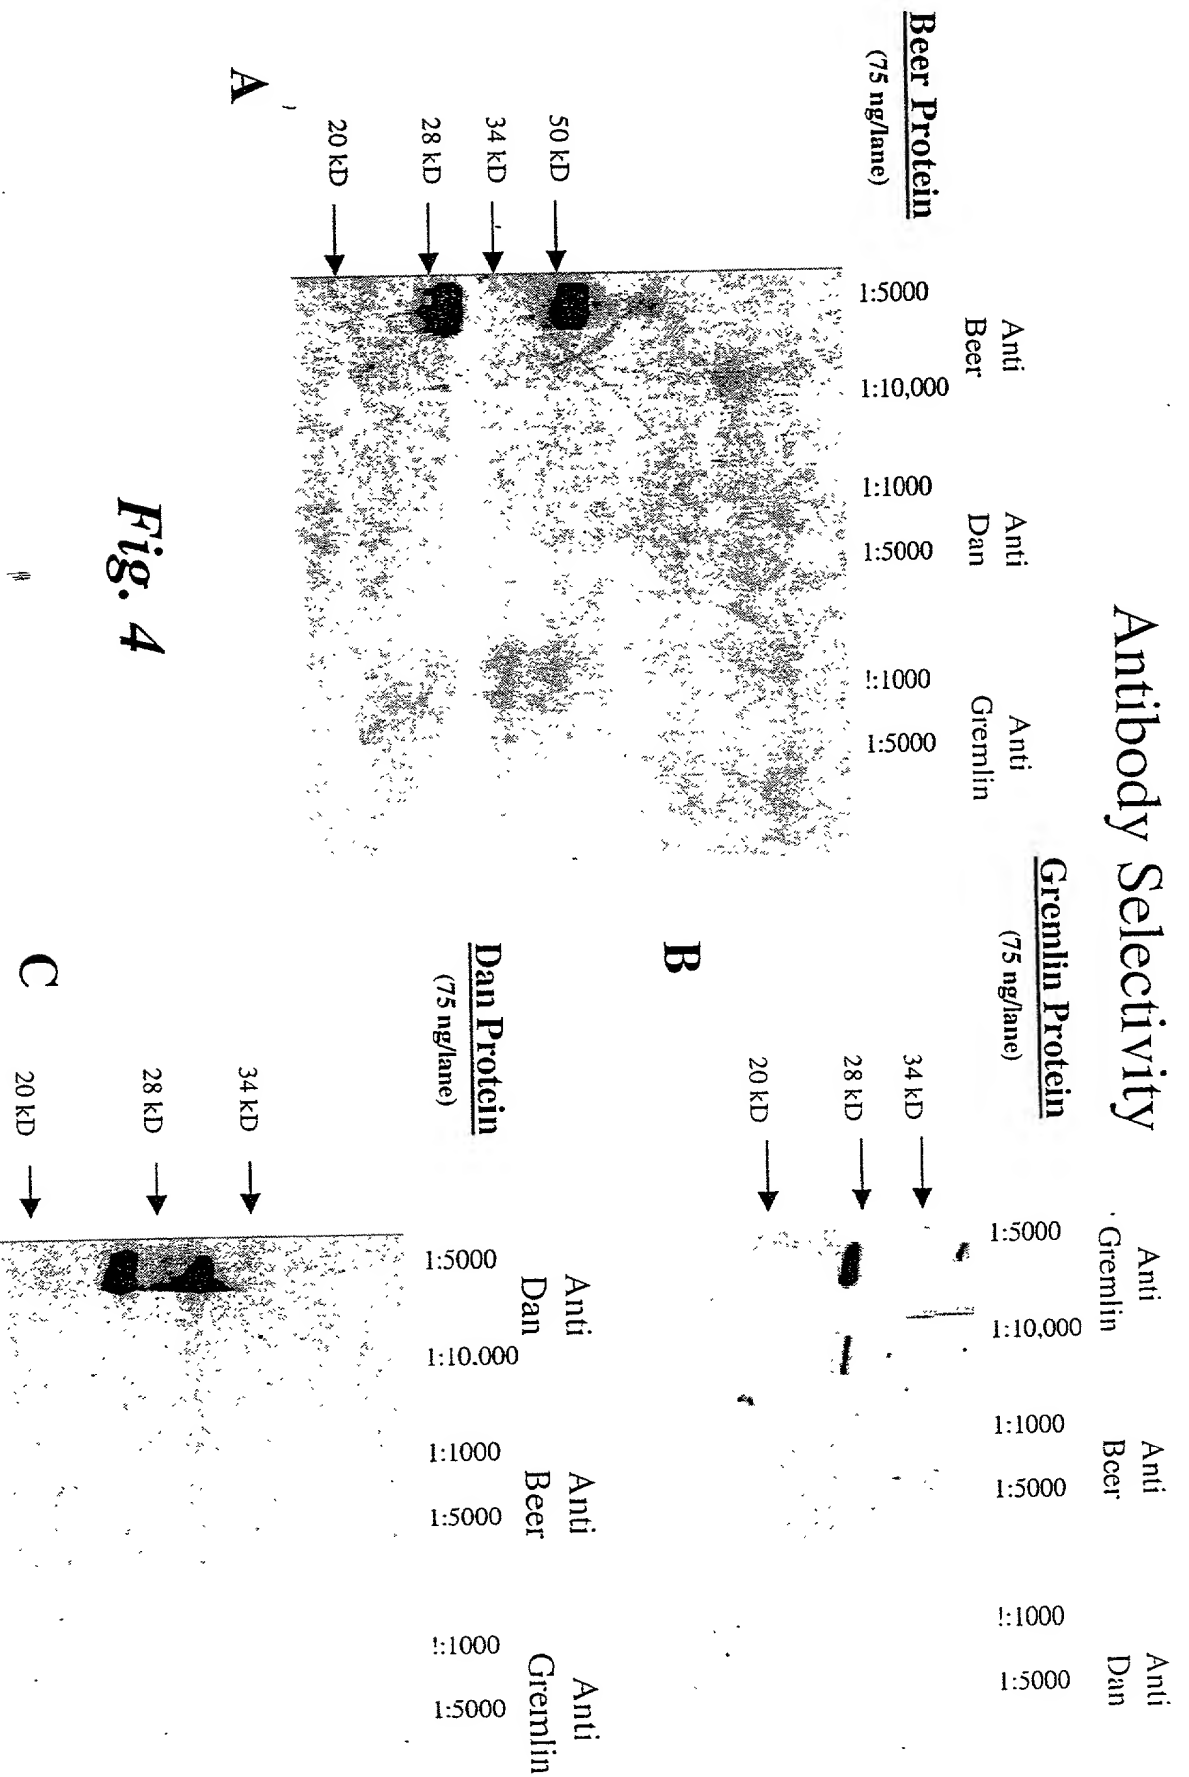 Antibody Selectivity
Beer Protein
(75 ng/lane)
Anti
Beer
Anti
Dan
Anti
Gremlin
1:5000
1:10,000
1:1000
1:5000
!:1000
1:5000
50 kD
34 kD
28 kD
20 kD
A
Gremlin Protein
(75 ng/lane)
Anti
Gremlin
Anti
Beer
Anti
Dan
1:5000
1:10,000
1:1000
1:5000
!:1000
1:5000
34 kD
28 kD
20 kD
B
Dan Protein
(75 ng/lane)
Anti
Dan
Anti
Beer
Anti
Gremlin
1:5000
1:10.000
1:1000
1:5000
!:1000
1:5000
34 kD
28 kD
20 kD
C
Fig. 4